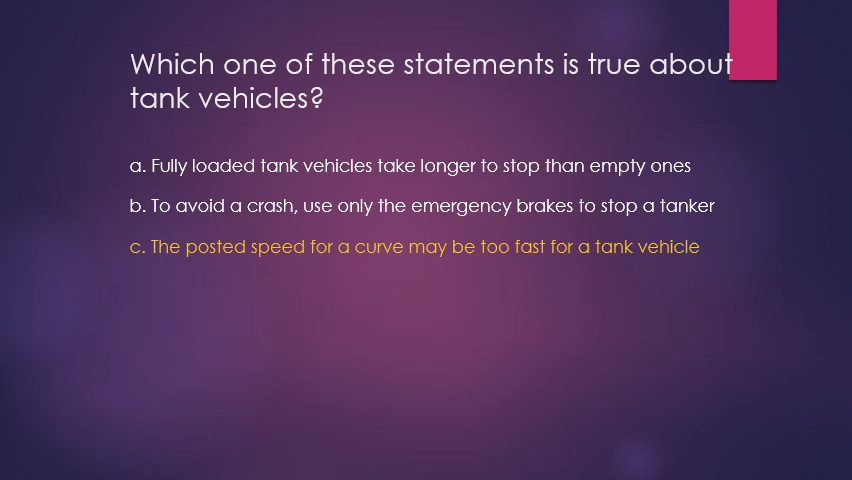 Which one of these statements is true about
tank vehicles?
a. Fully loaded tank vehicles take longer to stop than empty ones
b. To avoid a crash, use only the emergency brakes to stop a tanker
c. The posted speed for a curve may be too fast for a tank vehicle